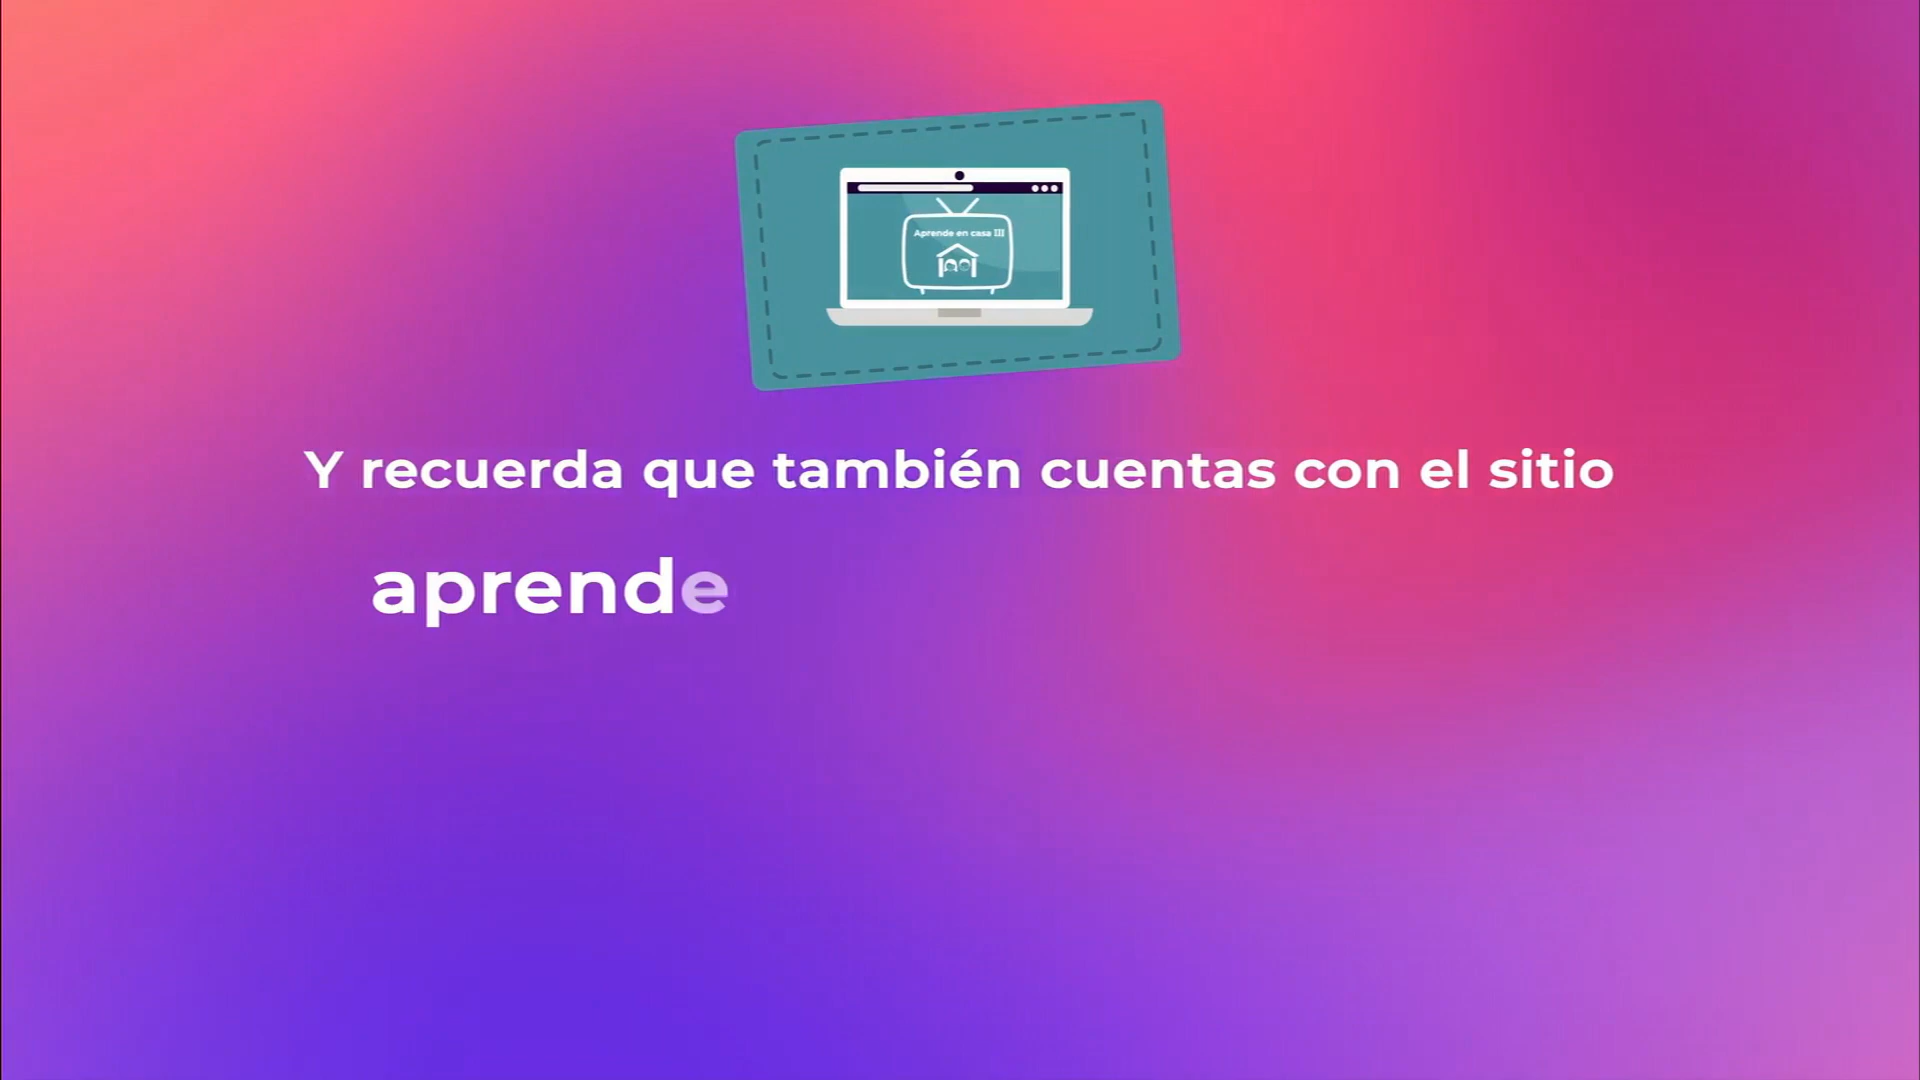 Aprende en casa III
Y recuerda que también cuentas con el sitio
aprende